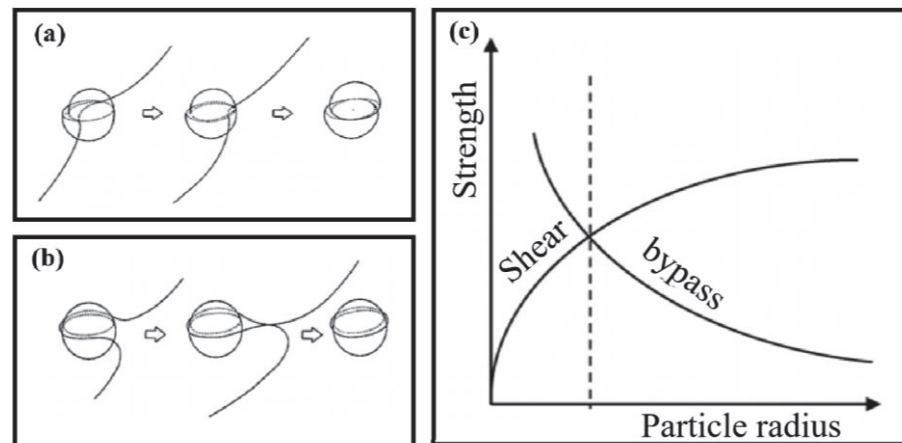 (a)
(b)
(c)
Strength
Shear
bypass
Particle radius